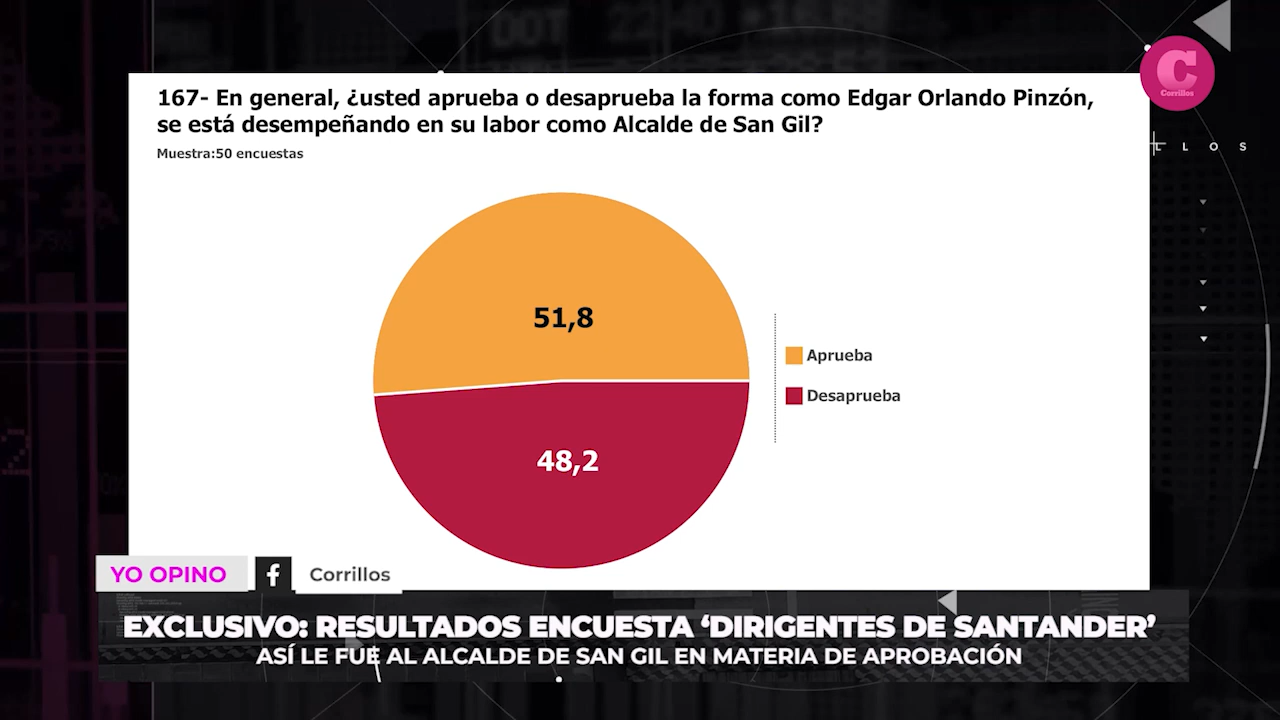 167- En general, ¿usted aprueba o desaprueba la forma como Edgar Orlando Pinzón,
se está desempeñando en su labor como Alcalde de San Gil?
Muestra:50 encuestas
C
Corrillos
L L O S
51,8
Aprueba
Desaprueba
48,2
YO OPINO
f
Corrillos
EXCLUSIVO: RESULTADOS ENCUESTA ‘DIRIGENTES DE SANTANDER’
ASÍ LE FUE AL ALCALDE DE SAN GIL EN MATERIA DE APROBACIÓN